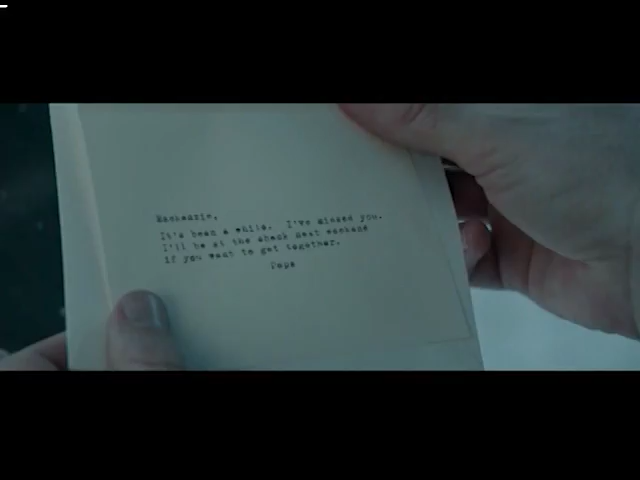 Mackenzie,
It's been a while. I've missed you.
I'll be at the shack next weekend
if you want to get together.
Papa